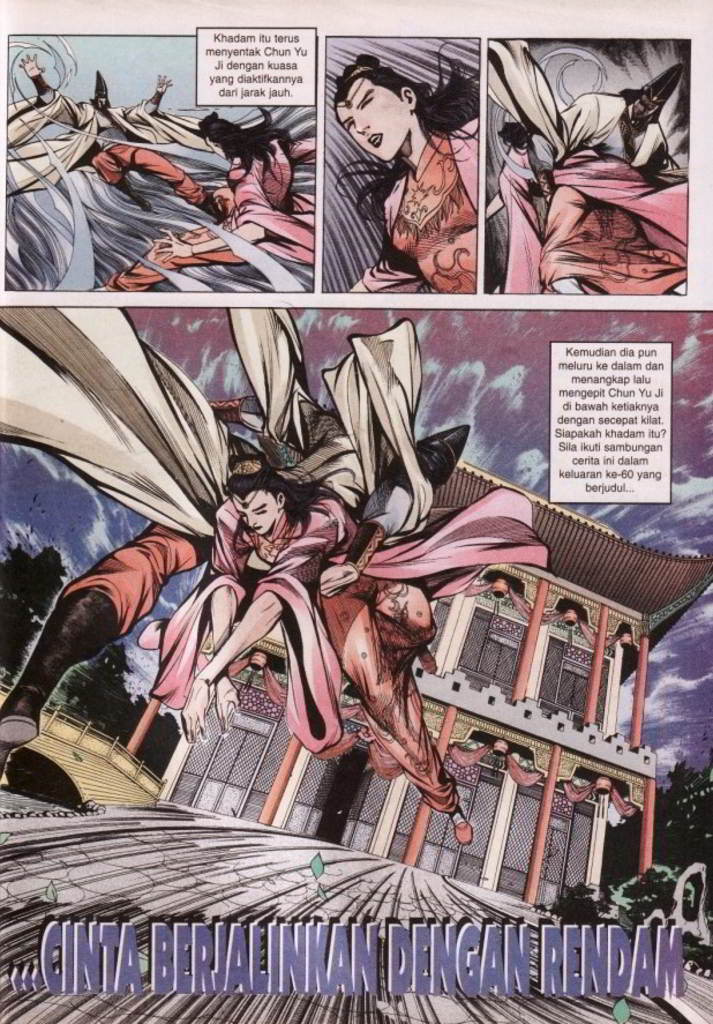 Khadam itu terus
menyentak Chun Yu
Ji dengan kuasa
yang diaktifkannya
dari jarak jauh.
Kemudian dia pun
meluru ke dalam dan
menangkap lalu
mengepit Chun Yu Ji
di bawah ketiaknya
dengan secepat kilat.
Siapakah khadam itu?
Sila ikuti sambungan
cerita ini dalam
keluaran ke-60 yang
berjudul...
...CINTA BERJALINKAN DENGAN RENDAM